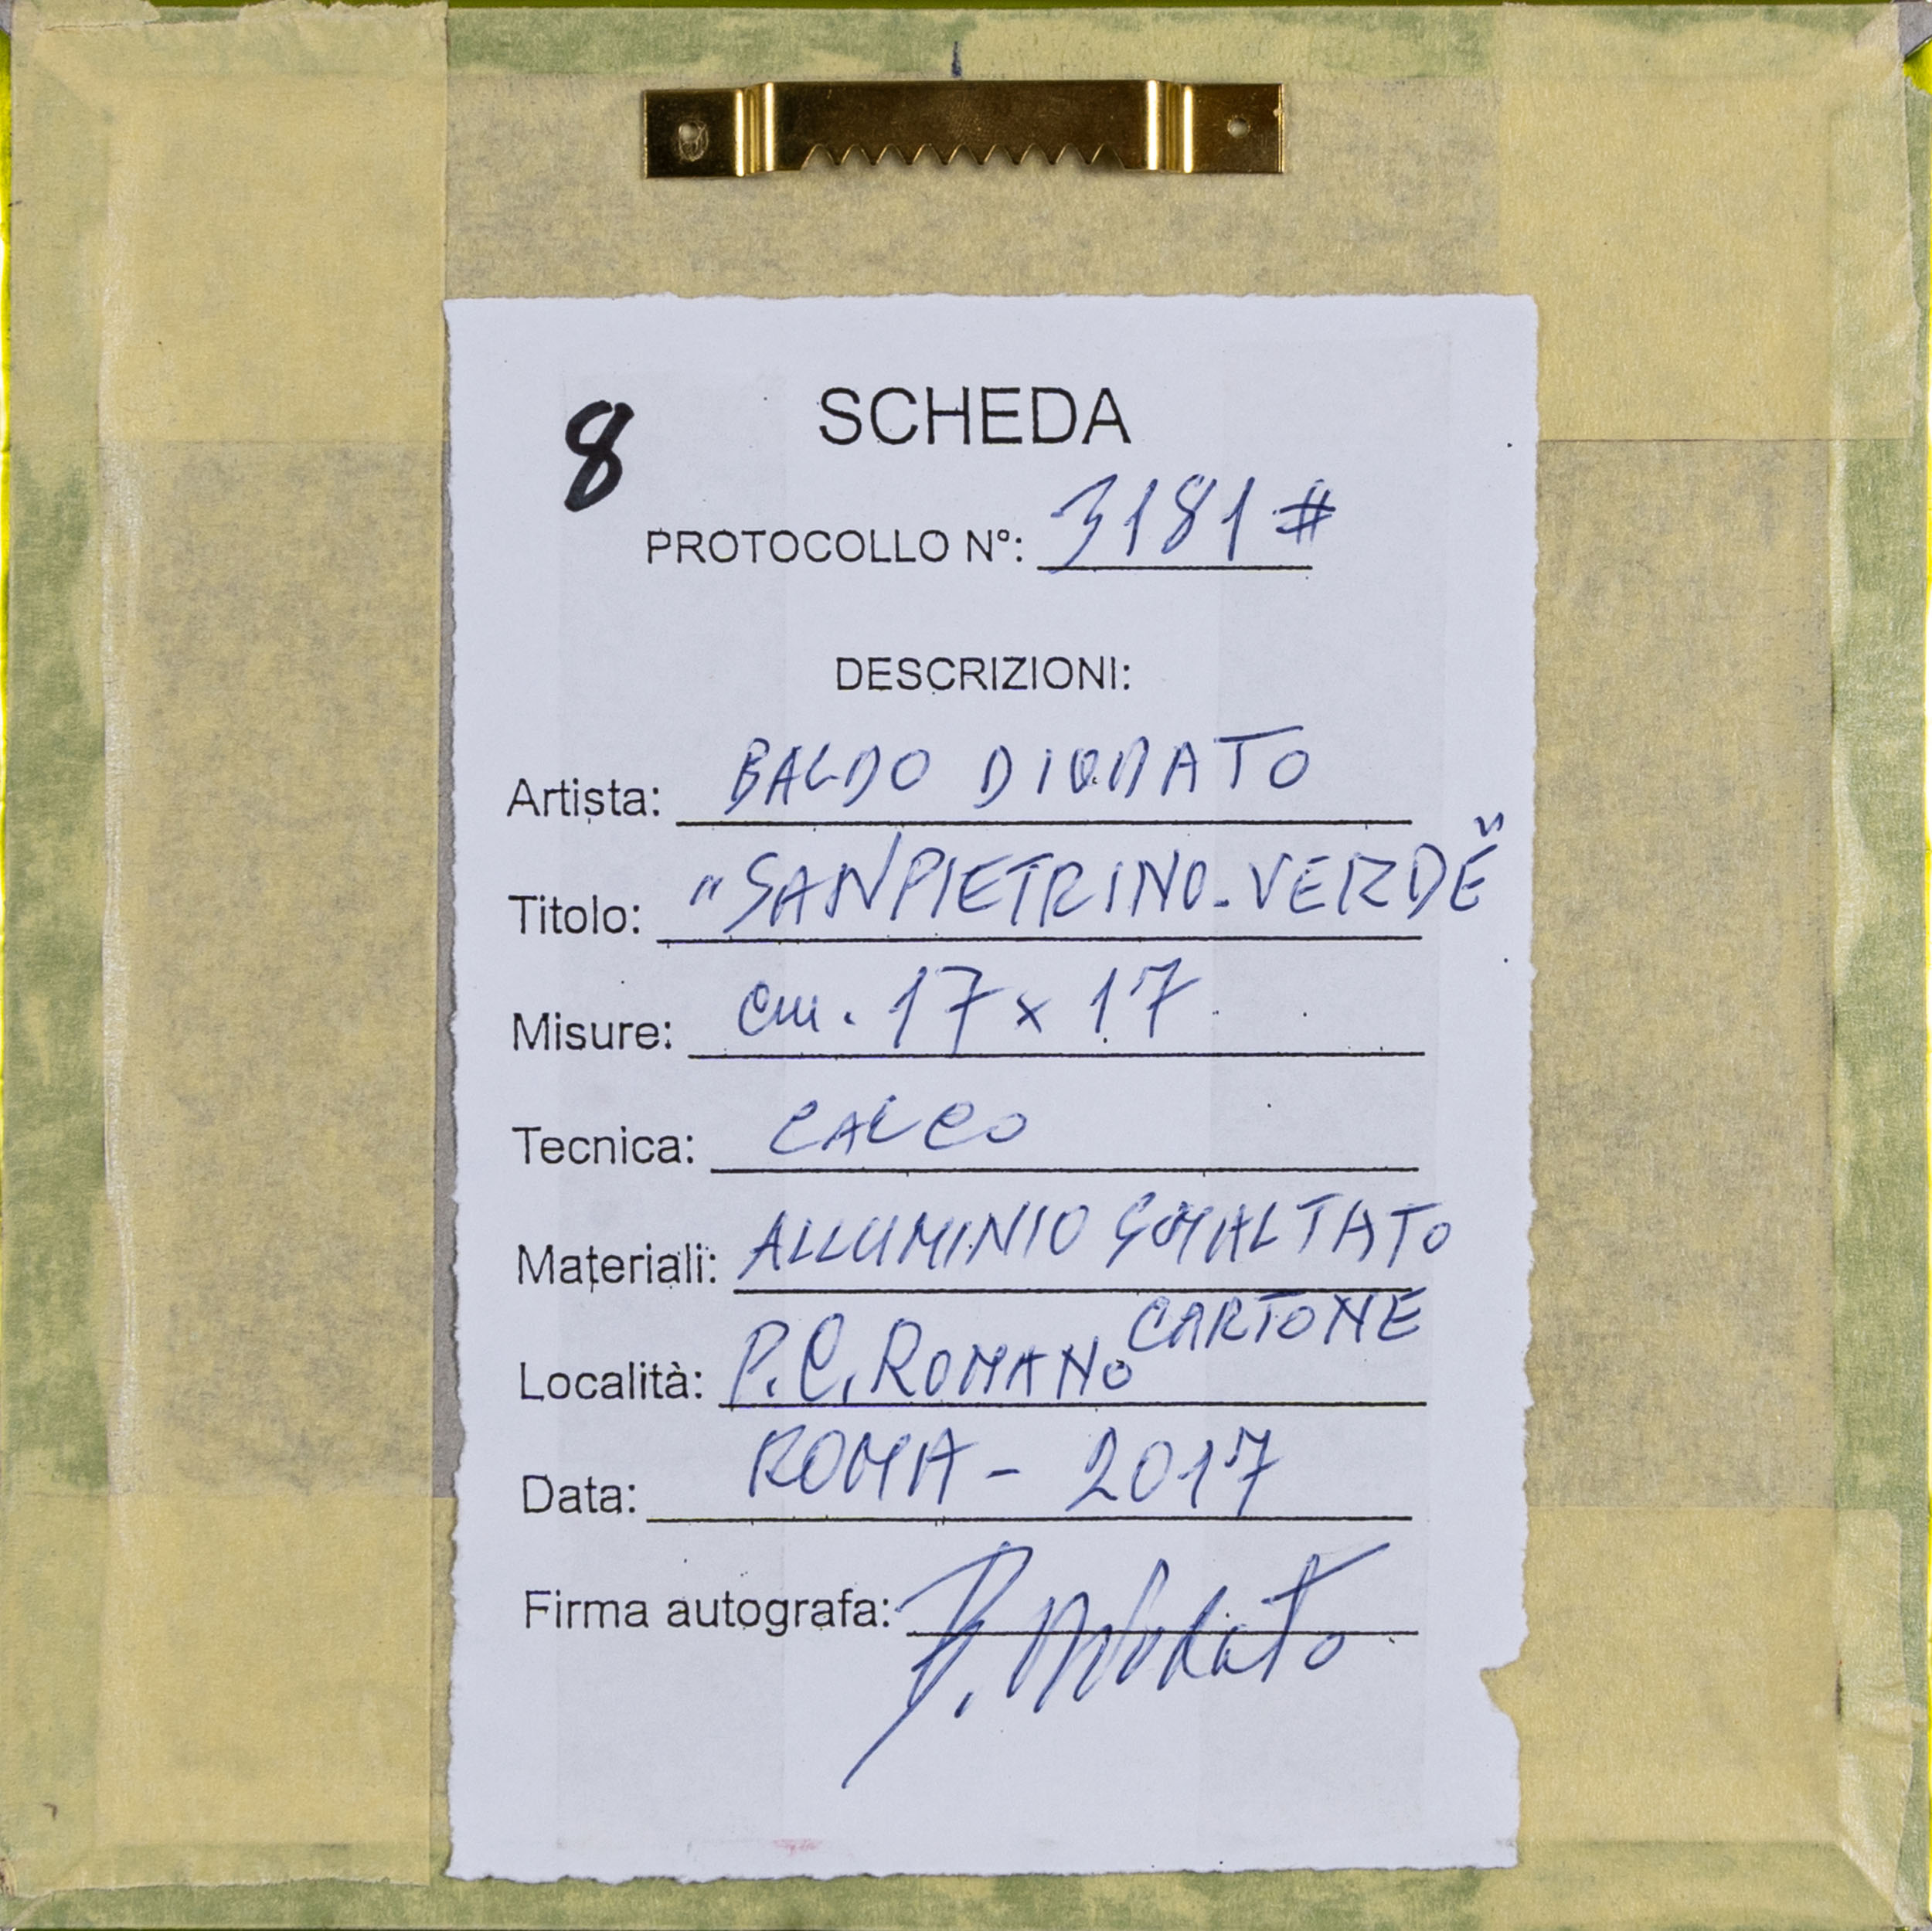 8
SCHEDA
PROTOCOLLO N°: 3181#
DESCRIZIONI:
Artista: BALDO DIODATO
Titolo: "SANPIETRINO-VERDE"
Misure: cm. 17 x 17
Tecnica: CALCO
Materiali: ALLUMINIO SMALTATO
CARTONE
Località: P.C. ROMANO
Data: ROMA - 2017
Firma autografa: B. Diodato